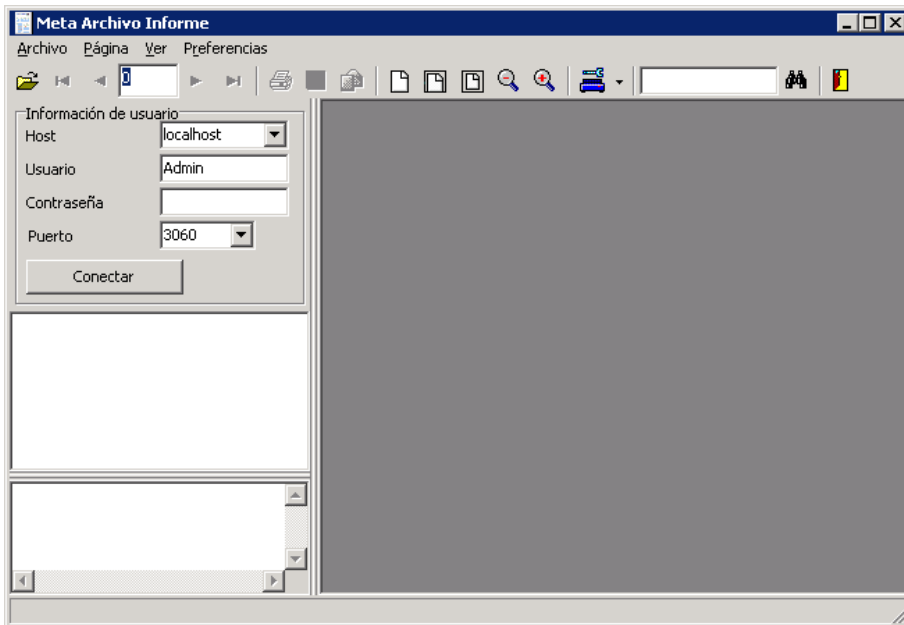 Meta Archivo Informe
Archivo Página Ver Preferencias
0
Información de usuario
Host localhost
Usuario Admin
Contraseña
Puerto 3060
Conectar